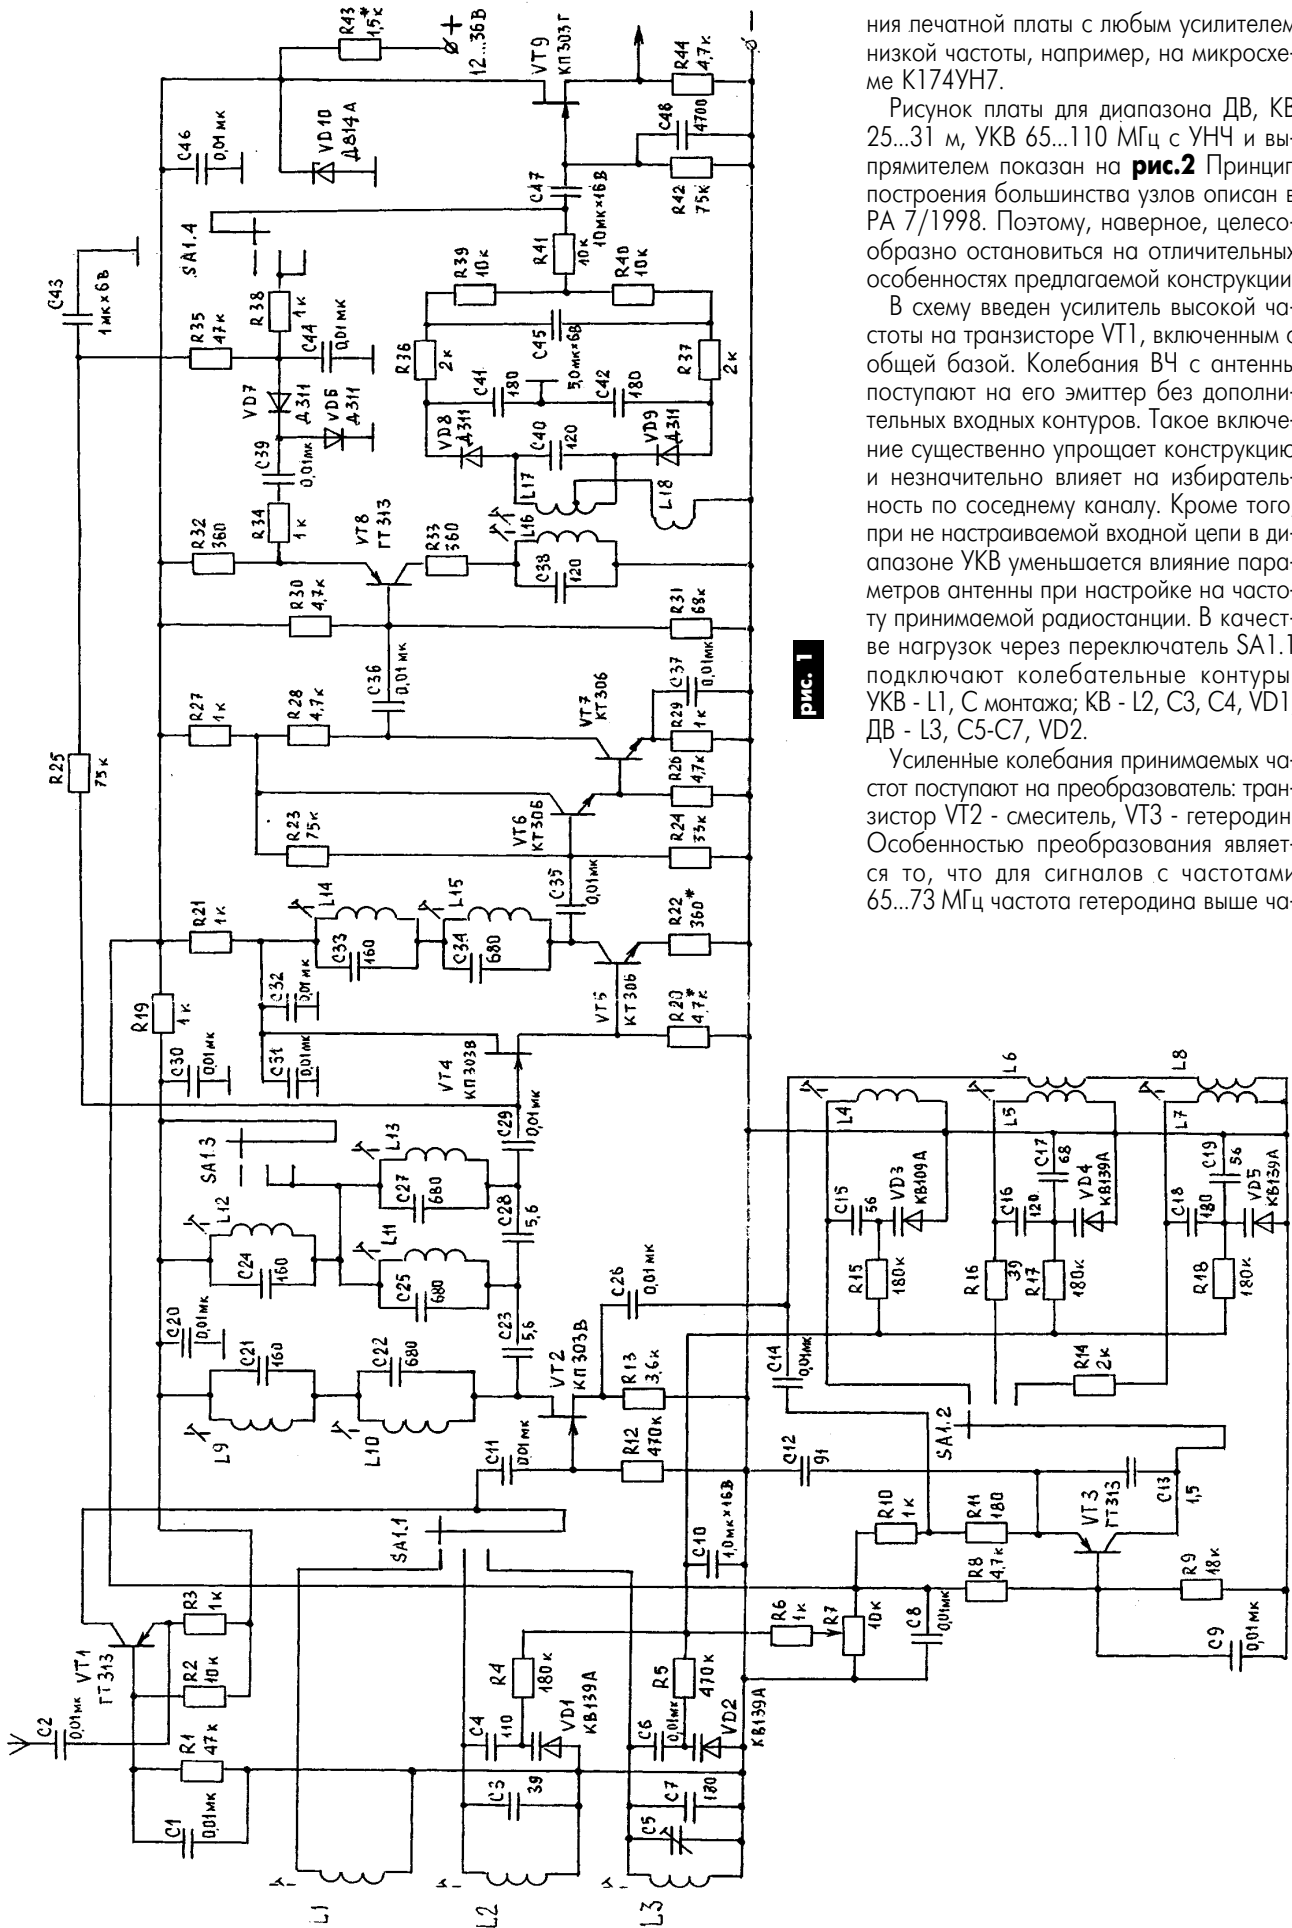 ния печатной платы с любым усилителем
низкой частоты, например, на микросхе-
ме К174УН7.
Рисунок платы для диапазона ДВ, КВ
25...31 м, УКВ 65...110 МГц с УНЧ и вы-
прямителем показан на рис.2 Принцип
построения большинства узлов описан в
РА 7/1998. Поэтому, наверное, целесо-
образно остановиться на отличительных
особенностях предлагаемой конструкции
В схему введен усилитель высокой ча-
стоты на транзисторе VT1, включенным с
общей базой. Колебания ВЧ с антенны
поступают на его эмиттер без дополни-
тельных входных контуров. Такое включе-
ние существенно упрощает конструкцию
и незначительно влияет на избиратель-
ность по соседнему каналу. Кроме того,
при не настраиваемой входной цепи в ди-
апазоне УКВ уменьшается влияние пара-
метров антенны при настройке на часто-
ту принимаемой радиостанции. В качест-
ве нагрузок через переключатель SA1.1
подключают колебательные контуры
УКВ - L1, С монтажа; КВ - L2, C3, C4, VD1
ДВ - L3, C5-C7, VD2.
Усиленные колебания принимаемых ча-
стот поступают на преобразователь: тран-
зистор VT2 - смеситель, VT3 - гетеродин
Особенностью преобразования являет-
ся то, что для сигналов с частотами
65...73 МГц частота гетеродина выше ча-
рис. 1
C1 0,01мк
C2 0,01мк
R1 47к
R2 10к
R3 1к
VT1 ГТ313
L1
L2
L3
C3 39
C4 110
VD1 КВ139А
R4 180к
C5
C7 180
C6 0,01мк
VD2 КВ139А
R5 470к
R6 1к
R7 10к
C8 0,01мк
C9 0,01мк
R8 4,7к
R9 18к
R10 1к
R11 180
VT3 ГТ313
C13 1,5
C12 91
C14 0,01мк
SA1.1
SA1.2
C10 1,0мк×16В
C11 0,01мк
R12 470к
R13 3,6к
VT2 КП303В
C26 0,01мк
R14 2к
R15 180к
C15 56
VD3 КВ109А
L4
R16 39
R17 180к
C16 120
C17 68
VD4 КВ139А
L5
L6
R18 180к
C18 180
C19 56
VD5 КВ139А
L7
L8
L9
C21 160
L10
C22 680
C20 0,01мк
C23 5,6
C24 160
L12
C25 680
L11
C27 680
L13
C28 5,6
C29 0,01мк
SA1.3
C30 0,01мк
R19 1к
C31 0,01мк
C32 0,01мк
VT4 КП303В
R20 4,7к*
R21 1к
C33 160
L14
C34 680
L15
C35 0,01мк
VT5 КТ306
R22 360*
R23 75к
R24 33к
VT6 КТ306
R25 75к
R26 4,7к
R27 1к
R28 4,7к
VT7 КТ306
R29 1к
C37 0,01мк
C36 0,01мк
R30 4,7к
R31 68к
R32 360
VT8 ГТ313
R33 360
C38 120
L16
R34 1к
C39 0,01мк
VD7 Д311
VD6 Д311
R35 47к
R38 1к
C44 0,01мк
C43 1мк×6В
SA1.4
L17
L18
C40 120
VD8 Д311
VD9 Д311
C41 180
C42 180
C45 5,0мк×6В
R36 2к
R37 2к
R39 10к
R40 10к
R41 10к
C47 10мк×16В
C46 0,01мк
VD10 Д814А
R42 75к
C48 4700
VT9 КП303Г
R43 1,5к*
12...36В
R44 4,7к
+
-